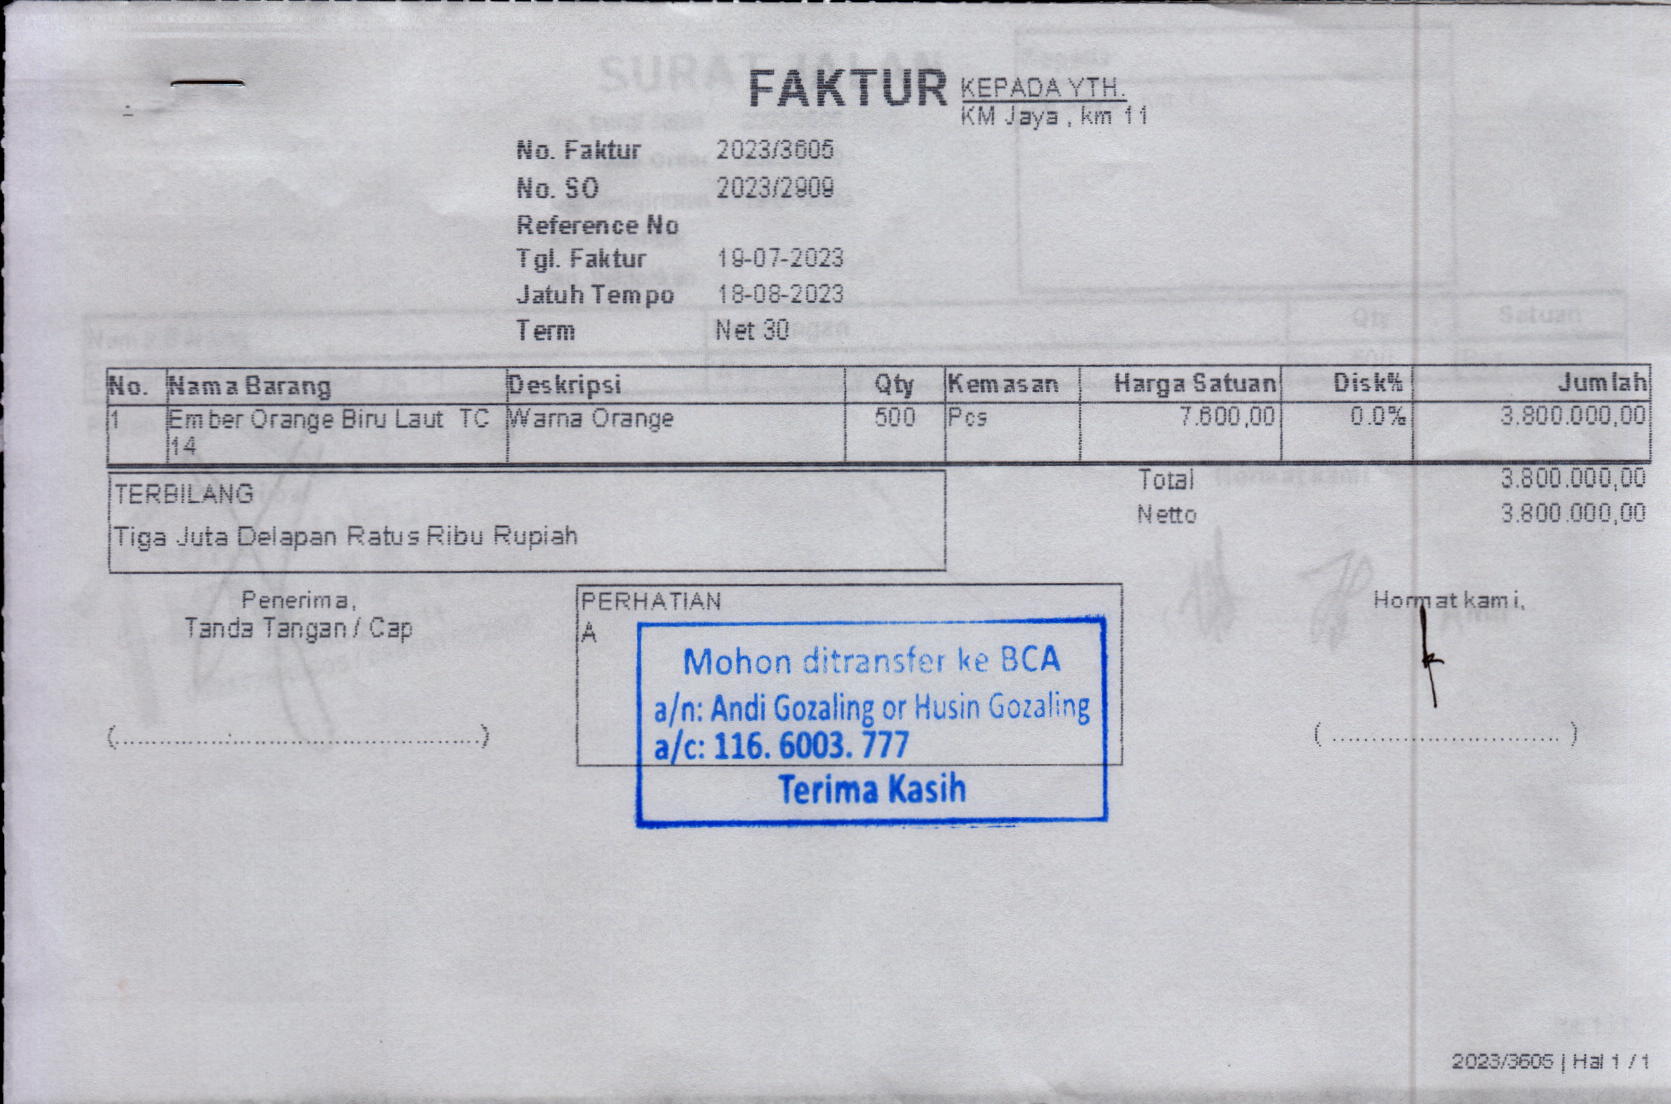 FAKTUR
KEPADA YTH.
KM Jaya , km 11
No. Faktur 2023/3605
No. SO 2023/2909
Reference No
Tgl. Faktur 19-07-2023
Jatuh Tempo 18-08-2023
Term Net 30
No. Nama Barang Deskripsi Qty Kemasan Harga Satuan Disk% Jumlah
1 Ember Orange Biru Laut TC Warna Orange 500 Pcs 7.600,00 0.0% 3.800.000,00
14
Total 3.800.000,00
Netto 3.800.000,00
TERBILANG
Tiga Juta Delapan Ratus Ribu Rupiah
Penerima,
Tanda Tangan / Cap
(.....................................................)
PERHATIAN
A
Mohon ditransfer ke BCA
a/n: Andi Gozaling or Husin Gozaling
a/c: 116. 6003. 777
Terima Kasih
Hormat kami,
( ................................. )
2023/3605 | Hal 1 / 1